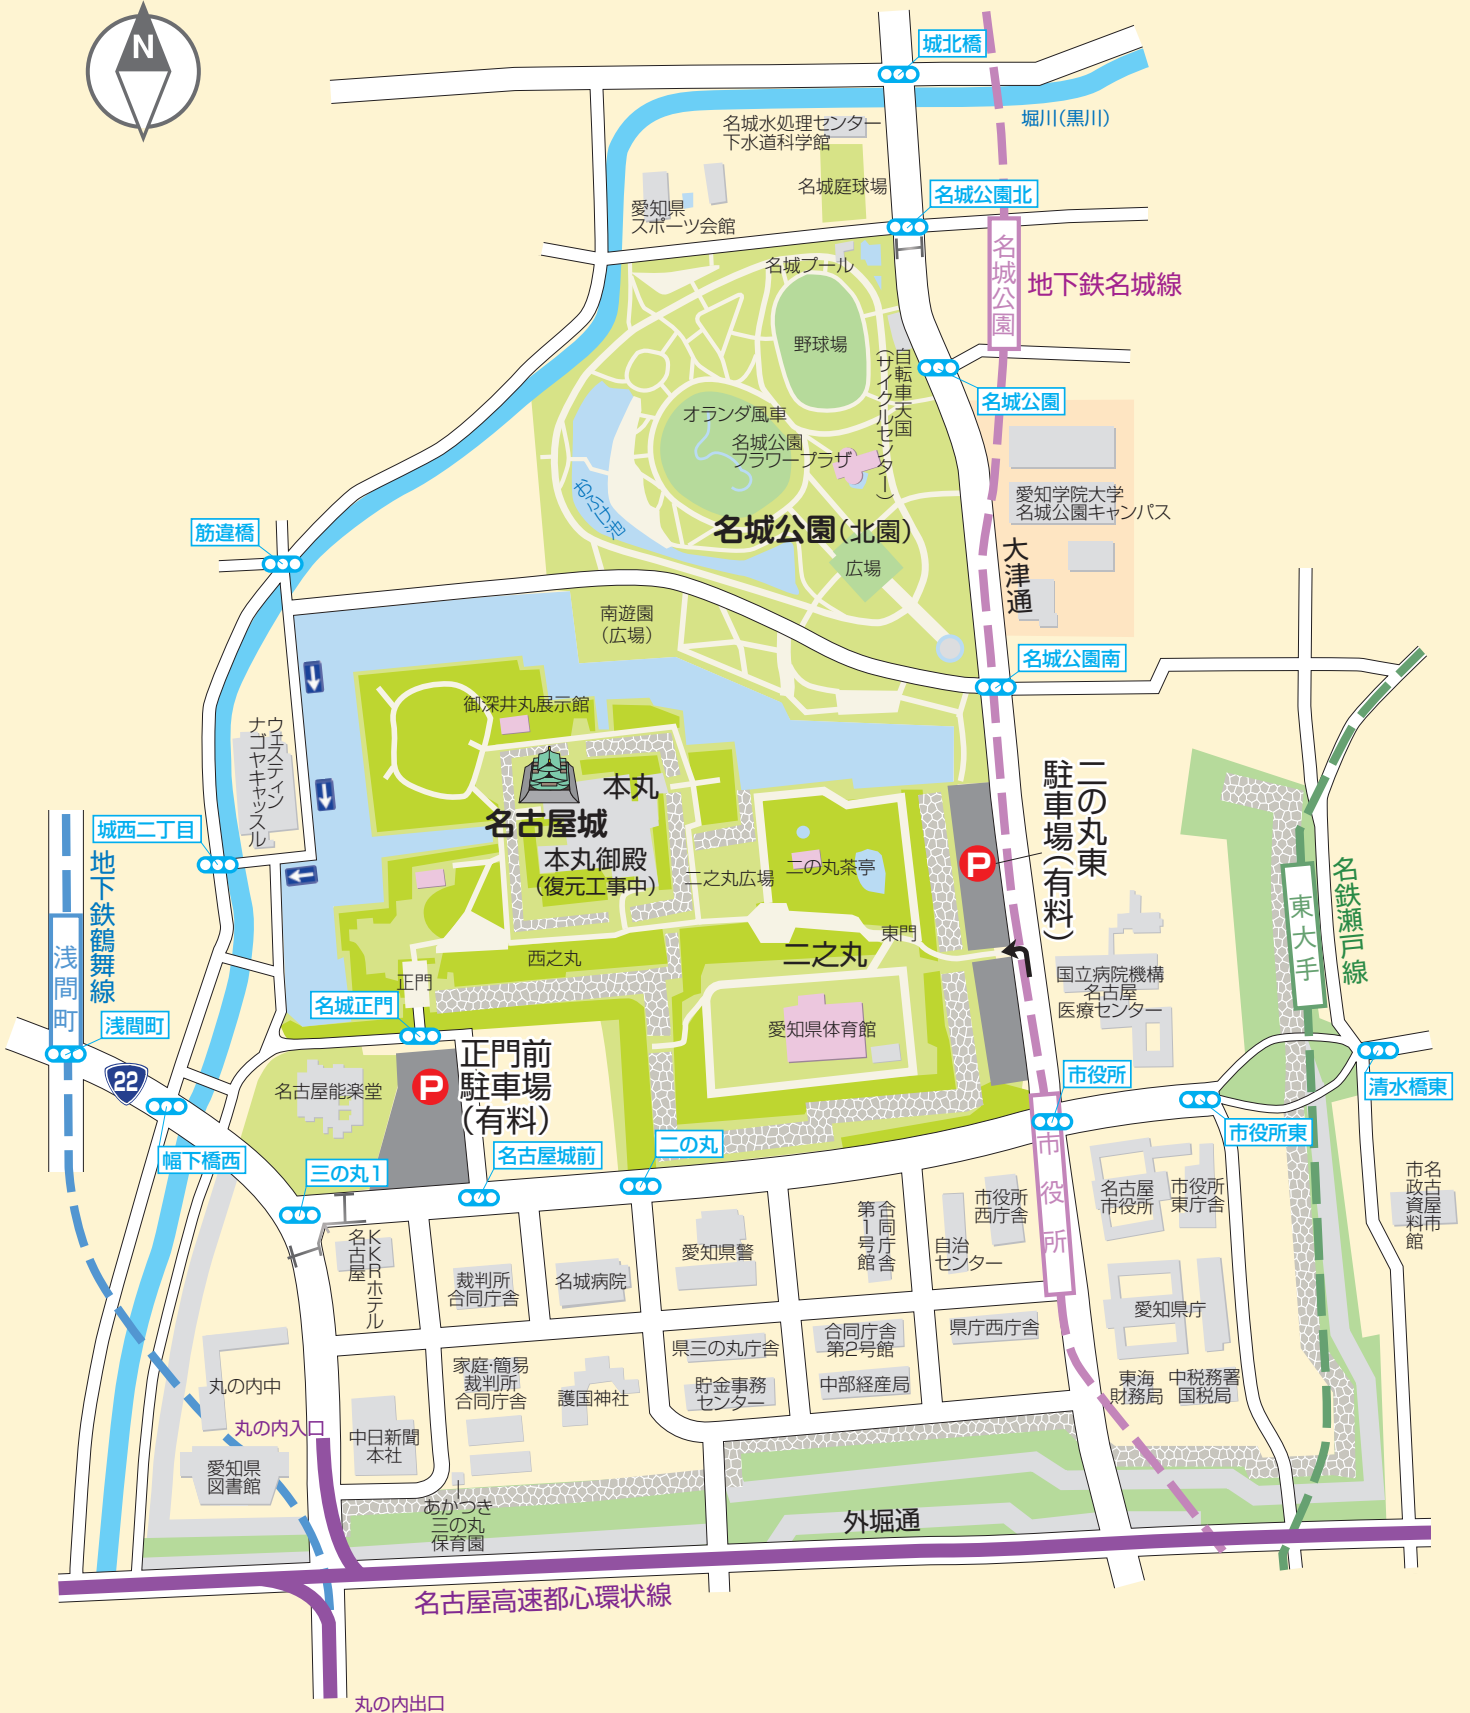 N
城北橋
堀川(黒川)
名城水処理センター
下水道科学館
名城庭球場
名城公園北
愛知県
スポーツ会館
名城プール
名城公園
地下鉄名城線
野球場
自転車天国
(サイクルセンター)
名城公園
オランダ風車
名城公園
フラワープラザ
おふけ池
名城公園(北園)
広場
愛知学院大学
名城公園キャンパス
大津通
筋違橋
南遊園
(広場)
名城公園南
御深井丸展示館
ウェスティン
ナゴヤキャッスル
本丸
名古屋城
本丸御殿
(復元工事中)
二之丸広場
二の丸茶亭
二の丸東
駐車場(有料)
P
城西二丁目
地下鉄鶴舞線
浅間町
浅間町
22
幅下橋西
名鉄瀬戸線
東大手
東門
二之丸
西之丸
正門
名城正門
国立病院機構
名古屋
医療センター
愛知県体育館
正門前
駐車場
(有料)
P
名古屋能楽堂
市役所
清水橋東
市役所東
三の丸1
名古屋城前
二の丸
市役所
名古屋
市役所
市役所
東庁舎
市役所
西庁舎
名古屋市
市政資料館
合同庁舎
第1号館
自治
センター
愛知県警
KKRホテル
名古屋
裁判所
合同庁舎
名城病院
愛知県庁
県庁西庁舎
合同庁舎
第2号館
県三の丸庁舎
家庭・簡易
裁判所
合同庁舎
護国神社
貯金事務
センター
中部経産局
東海
財務局
中税務署
国税局
丸の内中
丸の内入口
中日新聞
本社
愛知県
図書館
あかつき
三の丸
保育園
外堀通
名古屋高速都心環状線
丸の内出口